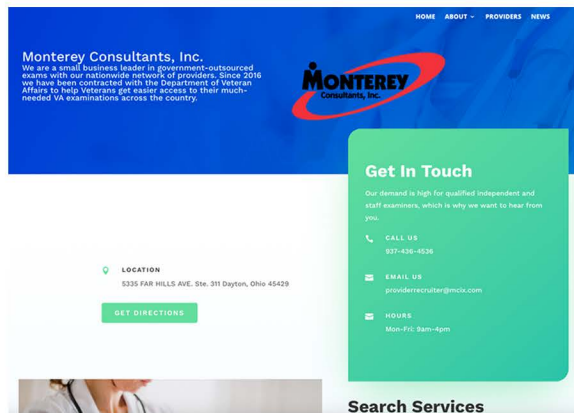 HOME ABOUT PROVIDERS NEWS
Monterey Consultants, Inc.
We are a small business leader in government-outsourced
exams with our nationwide network of providers. Since 2016
we have been contracted with the Department of Veteran
Affairs to help Veterans get easier access to their much-
needed VA examinations across the country.
MONTEREY
Consultants, Inc.
Get In Touch
Our demand is high for qualified independent and
staff examiners, which is why we want to hear from
you.
CALL US
937-436-4536
EMAIL US
providerrecruiter@mcix.com
HOURS
Mon-Fri: 9am-4pm
LOCATION
5335 FAR HILLS AVE. Ste. 311 Dayton, Ohio 45429
GET DIRECTIONS
Search Services